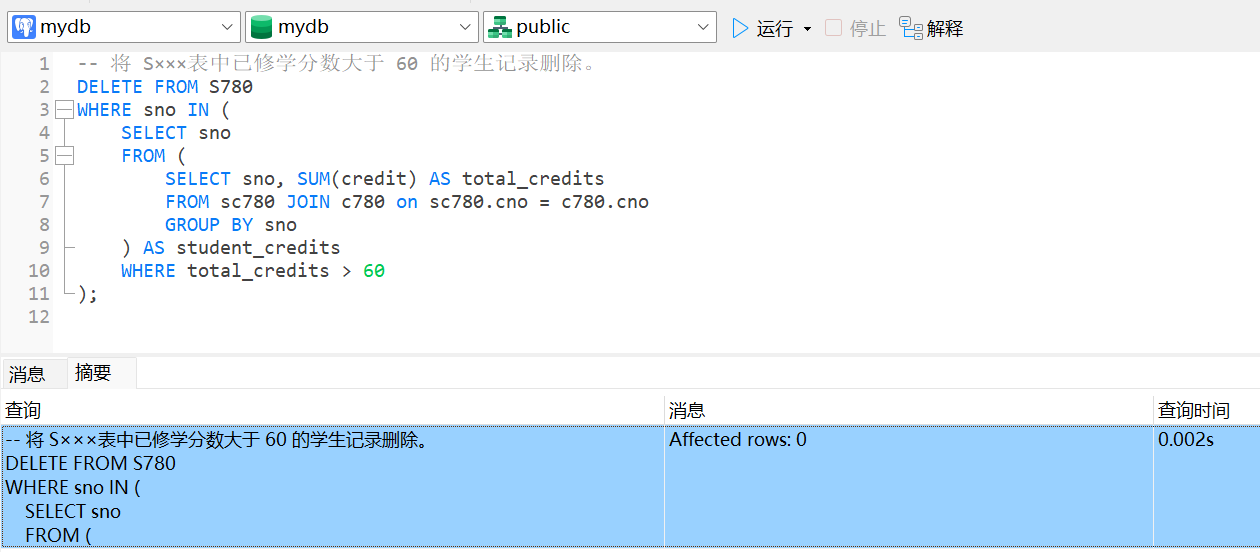 mydb mydb public 运行 停止 解释
1 -- 将 S×××表中已修学分数大于 60 的学生记录删除。
2 DELETE FROM S780
3 WHERE sno IN (
4 SELECT sno
5 FROM (
6 SELECT sno, SUM(credit) AS total_credits
7 FROM sc780 JOIN c780 on sc780.cno = c780.cno
8 GROUP BY sno
9 ) AS student_credits
10 WHERE total_credits > 60
11 );
12
消息 摘要
查询 消息 查询时间
-- 将 S×××表中已修学分数大于 60 的学生记录删除。 Affected rows: 0 0.002s
DELETE FROM S780
WHERE sno IN (
SELECT sno
FROM (